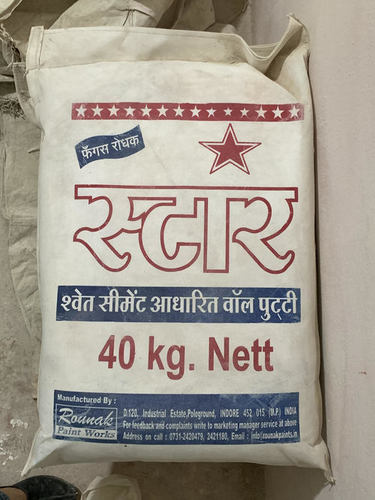 फँगस रोधक
स्टार
श्वेत सीमेंट आधारित वॉल पुट्टी
40 kg. Nett
Manufactured By :
Rounak
Paint Works
D.120, Industrial Estate,Pologround, INDORE 452 015 (M.P.) INDIA
For feedback and complaints write to marketing manager service at above
Address on call : 0731-2420479, 2421180, Email : info@rounakpaints.in